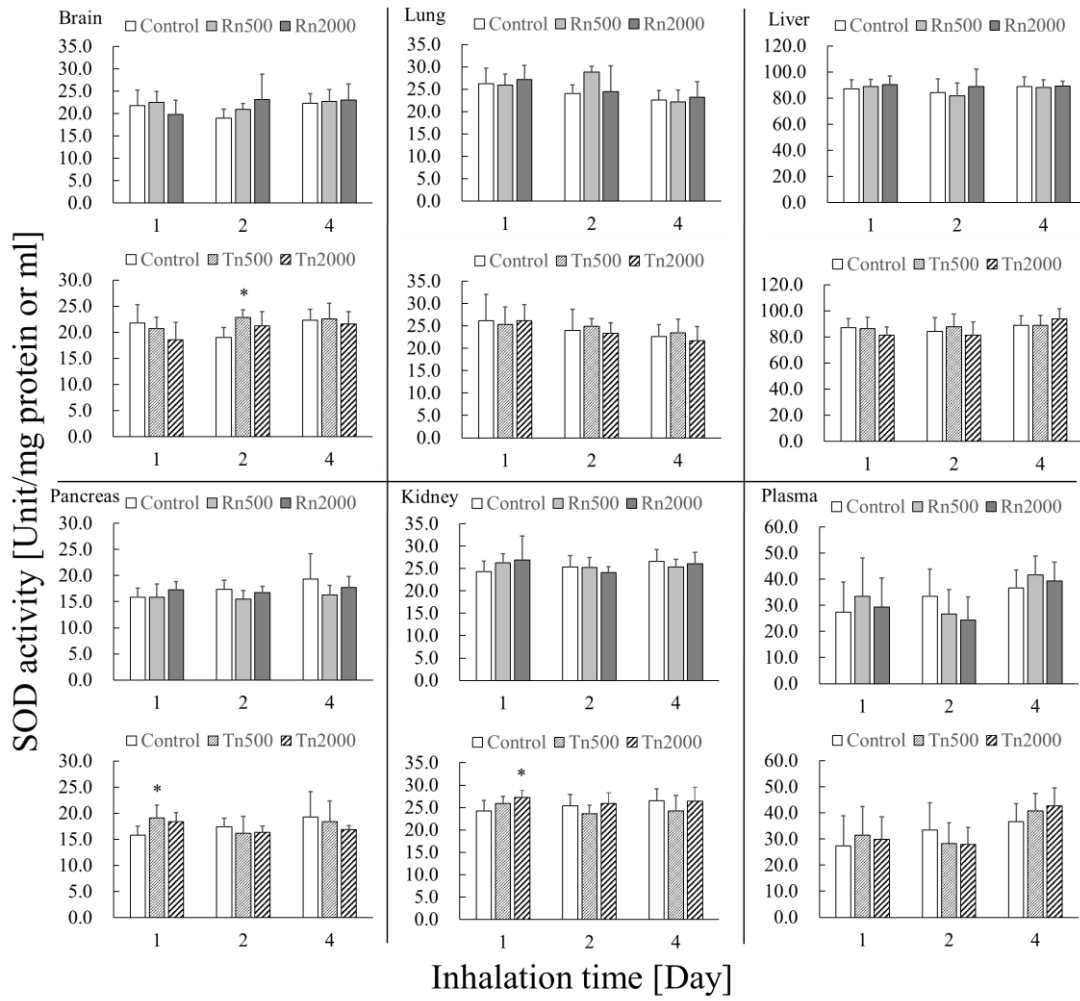 SOD activity [Unit/mg protein or ml]
Brain
Control Rn500 Rn2000
35.0
30.0
25.0
20.0
15.0
10.0
5.0
0.0
1 2 4
Control Tn500 Tn2000
30.0
25.0
20.0
15.0
10.0
5.0
0.0
*
1 2 4
Lung
Control Rn500 Rn2000
35.0
30.0
25.0
20.0
15.0
10.0
5.0
0.0
1 2 4
Control Tn500 Tn2000
35.0
30.0
25.0
20.0
15.0
10.0
5.0
0.0
1 2 4
Liver
Control Rn500 Rn2000
120.0
100.0
80.0
60.0
40.0
20.0
0.0
1 2 4
Control Tn500 Tn2000
120.0
100.0
80.0
60.0
40.0
20.0
0.0
1 2 4
Pancreas
Control Rn500 Rn2000
30.0
25.0
20.0
15.0
10.0
5.0
0.0
1 2 4
Control Tn500 Tn2000
30.0
25.0
20.0
15.0
10.0
5.0
0.0
*
1 2 4
Kidney
Control Rn500 Rn2000
35.0
30.0
25.0
20.0
15.0
10.0
5.0
0.0
1 2 4
Control Tn500 Tn2000
35.0
30.0
25.0
20.0
15.0
10.0
5.0
0.0
*
1 2 4
Plasma
Control Rn500 Rn2000
60.0
50.0
40.0
30.0
20.0
10.0
0.0
1 2 4
Control Tn500 Tn2000
60.0
50.0
40.0
30.0
20.0
10.0
0.0
1 2 4
Inhalation time [Day]